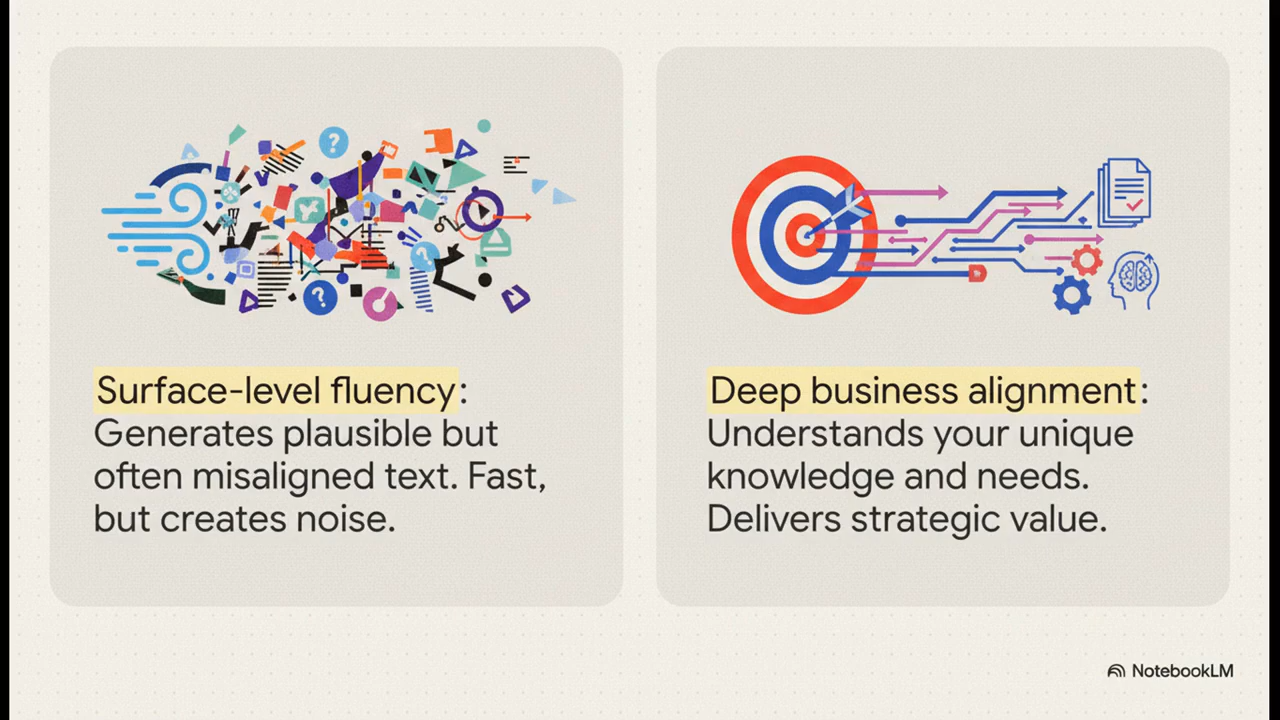 Surface-level fluency:
Generates plausible but
often misaligned text. Fast,
but creates noise.
Deep business alignment:
Understands your unique
knowledge and needs.
Delivers strategic value.
NotebookLM